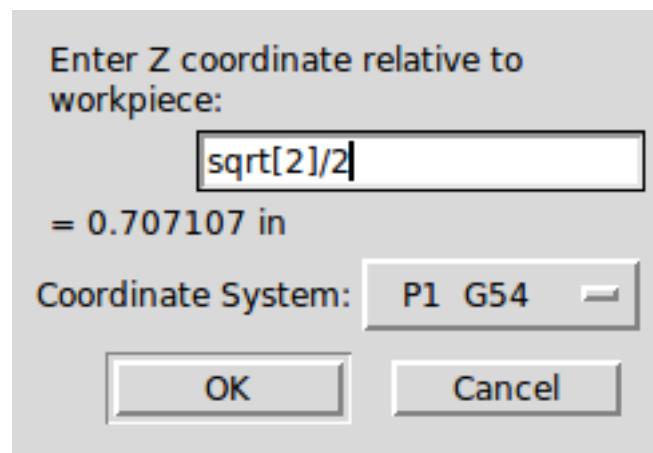 Enter Z coordinate relative to
workpiece:
sqrt[2]/2
= 0.707107 in
Coordinate System: P1 G54
OK Cancel